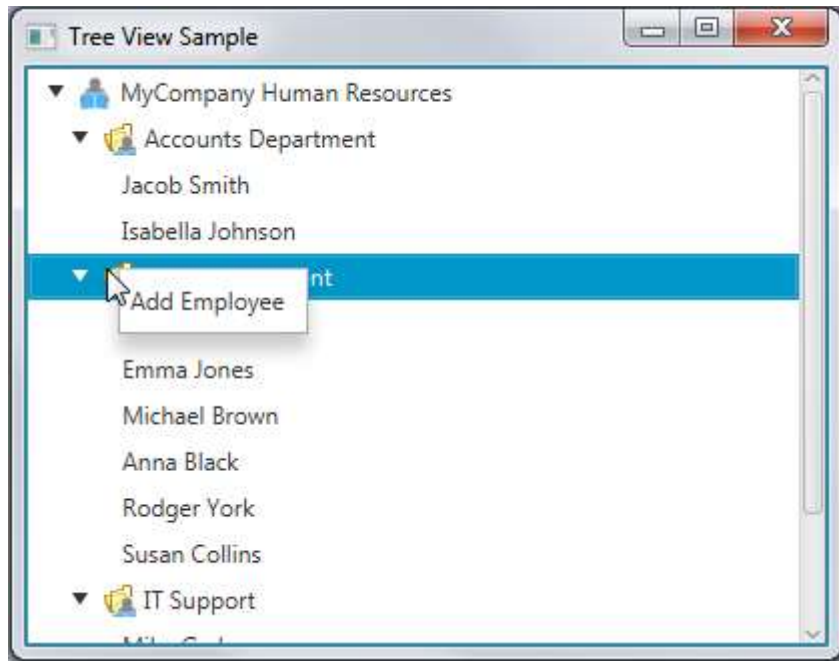 Tree View Sample
MyCompany Human Resources
Accounts Department
Jacob Smith
Isabella Johnson
nt
Add Employee
Emma Jones
Michael Brown
Anna Black
Rodger York
Susan Collins
IT Support